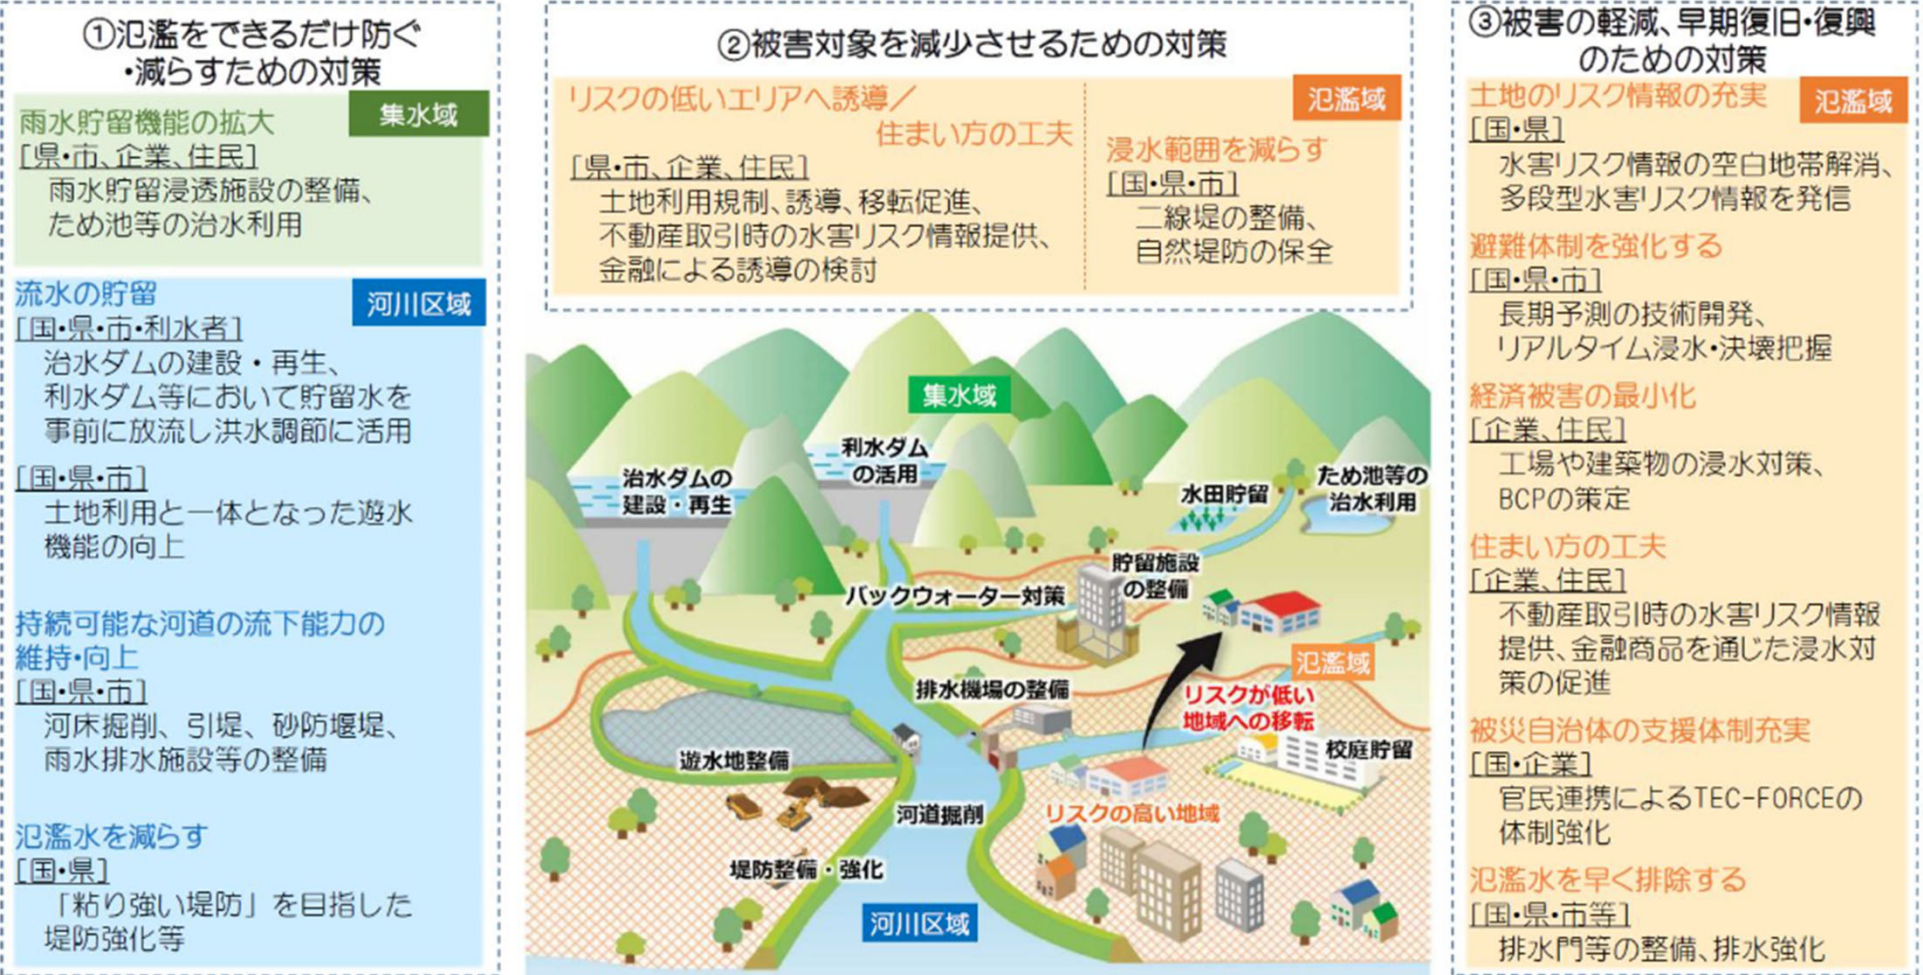 ①氾濫をできるだけ防ぐ
・減らすための対策
集水域
雨水貯留機能の拡大
[県・市、企業、住民]
雨水貯留浸透施設の整備、
ため池等の治水利用
河川区域
流水の貯留
[国・県・市・利水者]
治水ダムの建設・再生、
利水ダム等において貯留水を
事前に放流し洪水調節に活用
[国・県・市]
土地利用と一体となった遊水
機能の向上
持続可能な河道の流下能力の
維持・向上
[国・県・市]
河床掘削、引堤、砂防堰堤、
雨水排水施設等の整備
氾濫水を減らす
[国・県]
「粘り強い堤防」を目指した
堤防強化等
②被害対象を減少させるための対策
氾濫域
リスクの低いエリアへ誘導／
住まい方の工夫
[県・市、企業、住民]
土地利用規制、誘導、移転促進、
不動産取引時の水害リスク情報提供、
金融による誘導の検討
浸水範囲を減らす
[国・県・市]
二線堤の整備、
自然堤防の保全
集水域
利水ダム
の活用
治水ダムの
建設・再生
ため池等の
治水利用
水田貯留
貯留施設
の整備
バックウォーター対策
氾濫域
排水機場の整備
リスクが低い
地域への移転
校庭貯留
遊水地整備
河道掘削
リスクの高い地域
堤防整備・強化
河川区域
③被害の軽減、早期復旧・復興
のための対策
氾濫域
土地のリスク情報の充実
[国・県]
水害リスク情報の空白地帯解消、
多段型水害リスク情報を発信
避難体制を強化する
[国・県・市]
長期予測の技術開発、
リアルタイム浸水・決壊把握
経済被害の最小化
[企業、住民]
工場や建築物の浸水対策、
BCPの策定
住まい方の工夫
[企業、住民]
不動産取引時の水害リスク情報
提供、金融商品を通じた浸水対
策の促進
被災自治体の支援体制充実
[国・企業]
官民連携によるTEC-FORCEの
体制強化
氾濫水を早く排除する
[国・県・市等]
排水門等の整備、排水強化